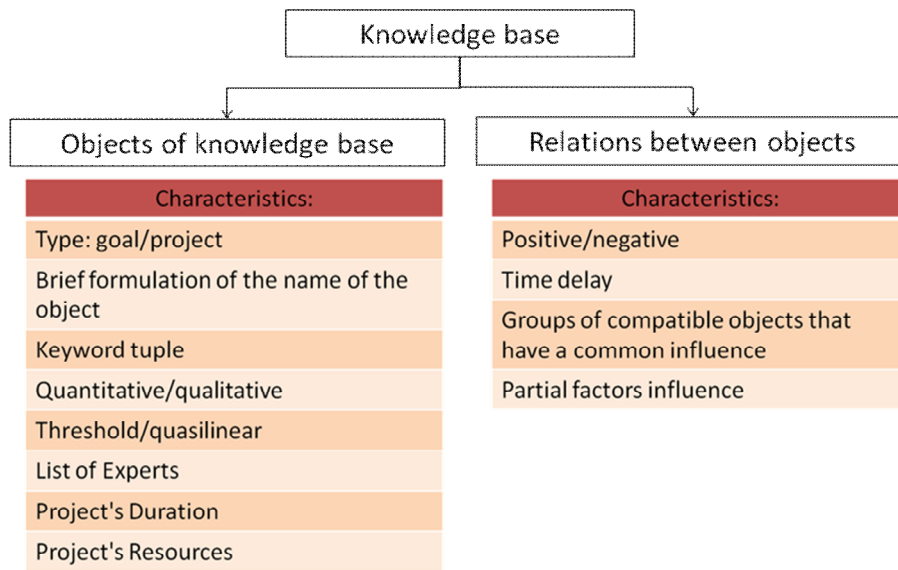 Knowledge base
Objects of knowledge base
Characteristics:
Type: goal/project
Brief formulation of the name of the
object
Keyword tuple
Quantitative/qualitative
Threshold/quasilinear
List of Experts
Project's Duration
Project's Resources
Relations between objects
Characteristics:
Positive/negative
Time delay
Groups of compatible objects that
have a common influence
Partial factors influence